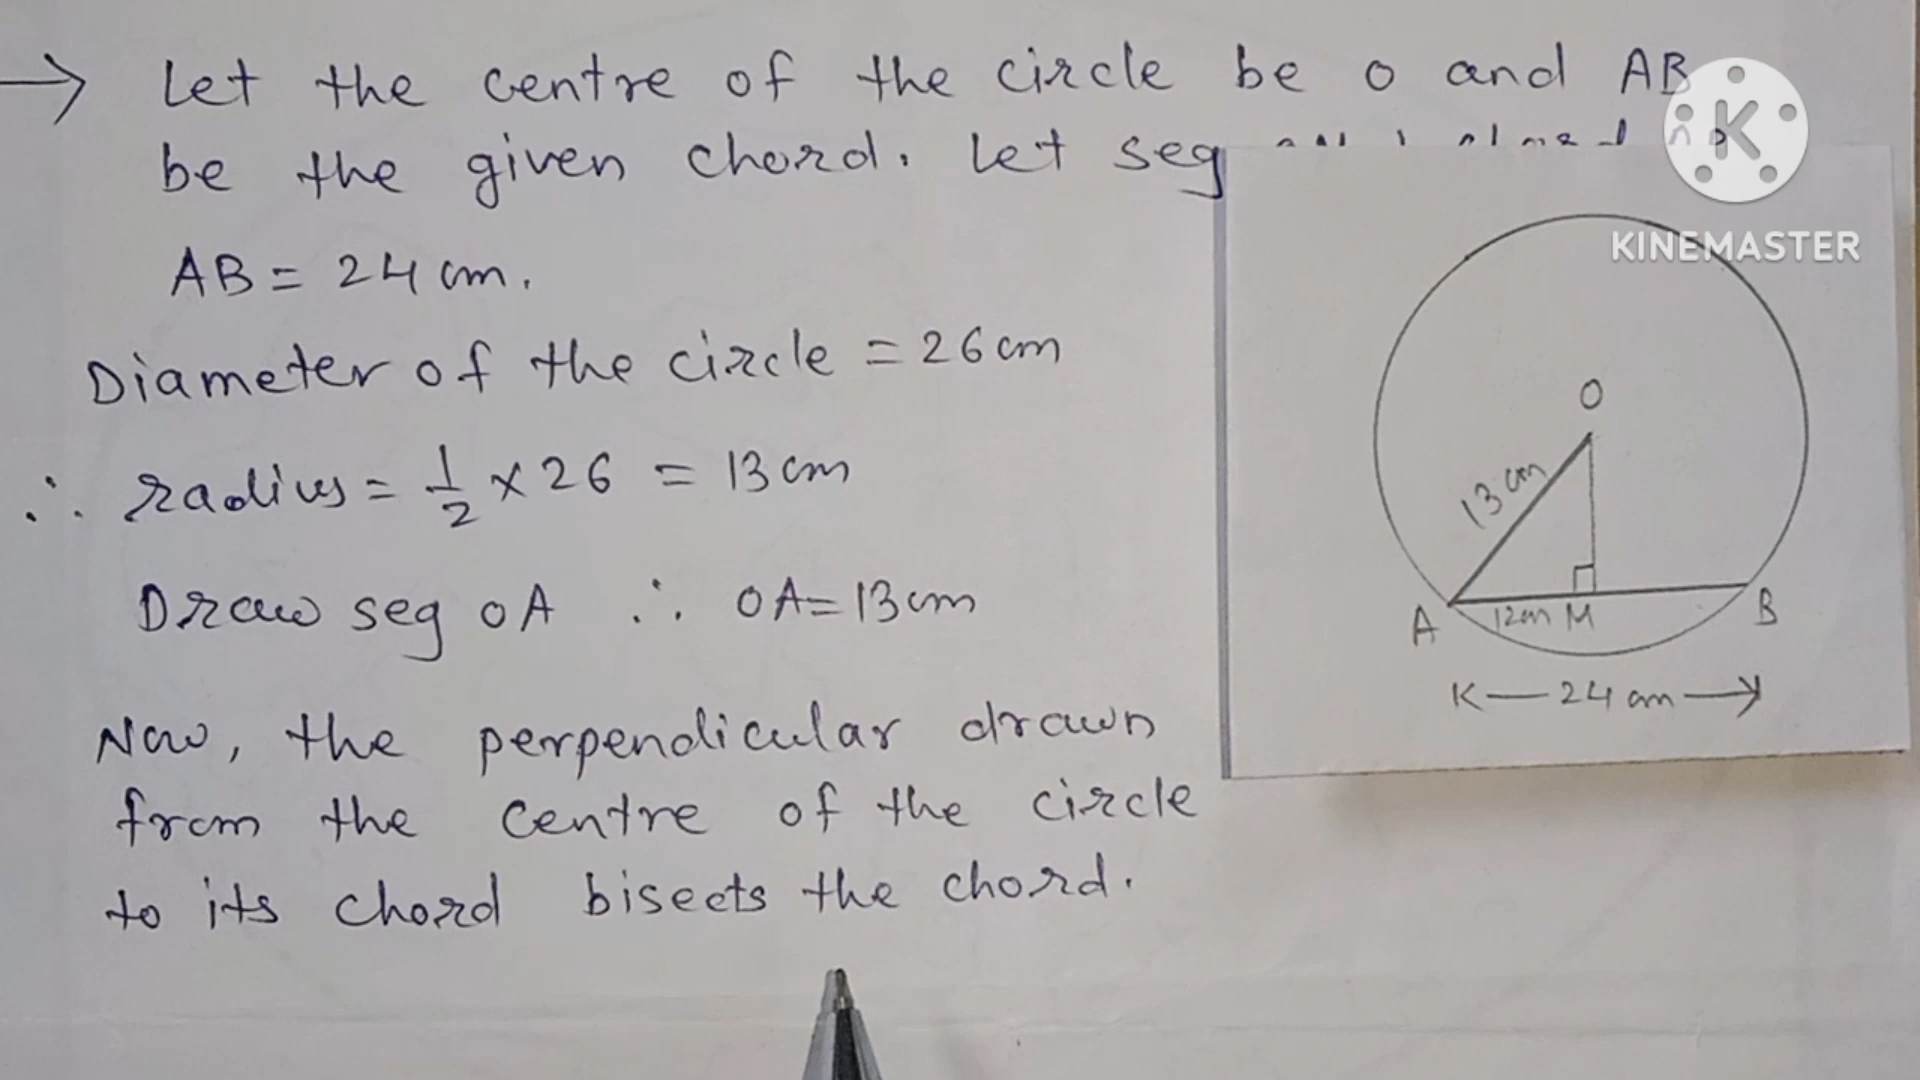 → Let the centre of the circle be O and AB
be the given chord. Let seg
AB = 24 cm.
Diameter of the circle = 26 cm
∴ radius = 1/2 × 26 = 13 cm
Draw seg OA ∴ OA = 13 cm
Now, the perpendicular drawn
from the centre of the circle
to its chord bisects the chord.
K
KINEMASTER
O
13 cm
A 12cm M B
24 cm